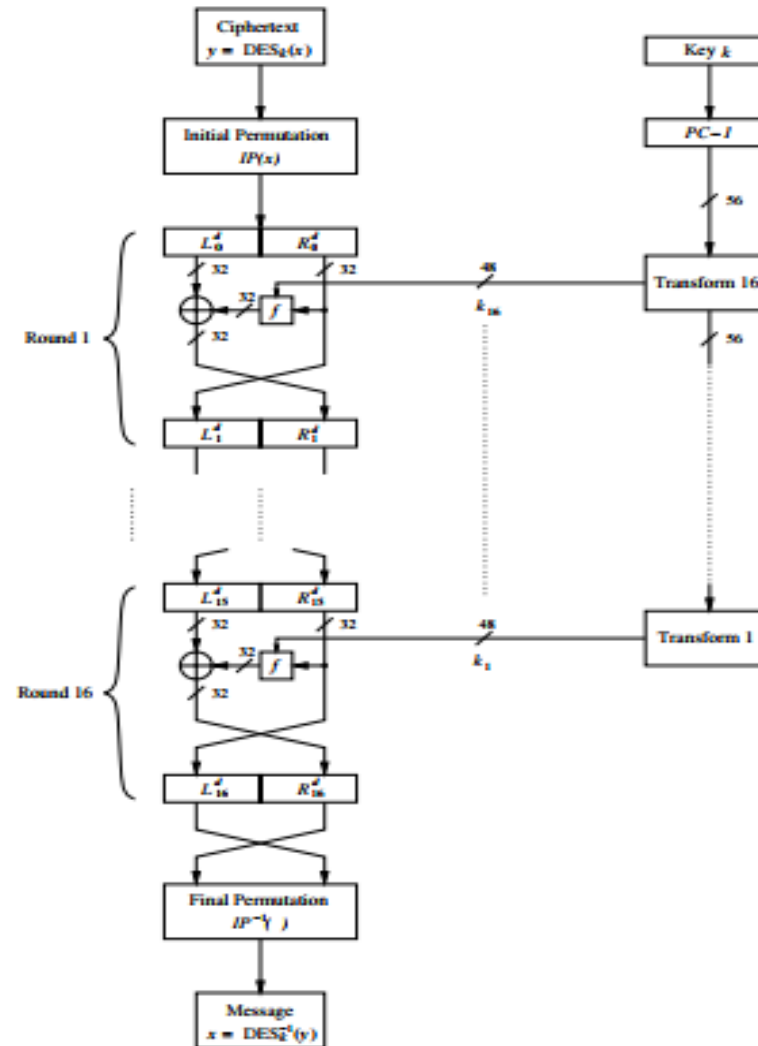 Ciphertext
y = DES_k(x)
Key k
Initial Permutation
IP(x)
PC-1
56
L_0^d R_0^d
32 32
48
Transform 16
32 f
k_16
Round 1
32
56
L_1^d R_1^d
L_15^d R_15^d
32 32
48
Transform 1
32 f
k_1
Round 16
32
L_16^d R_16^d
Final Permutation
IP^-1( )
Message
x = DES_k^-1(y)